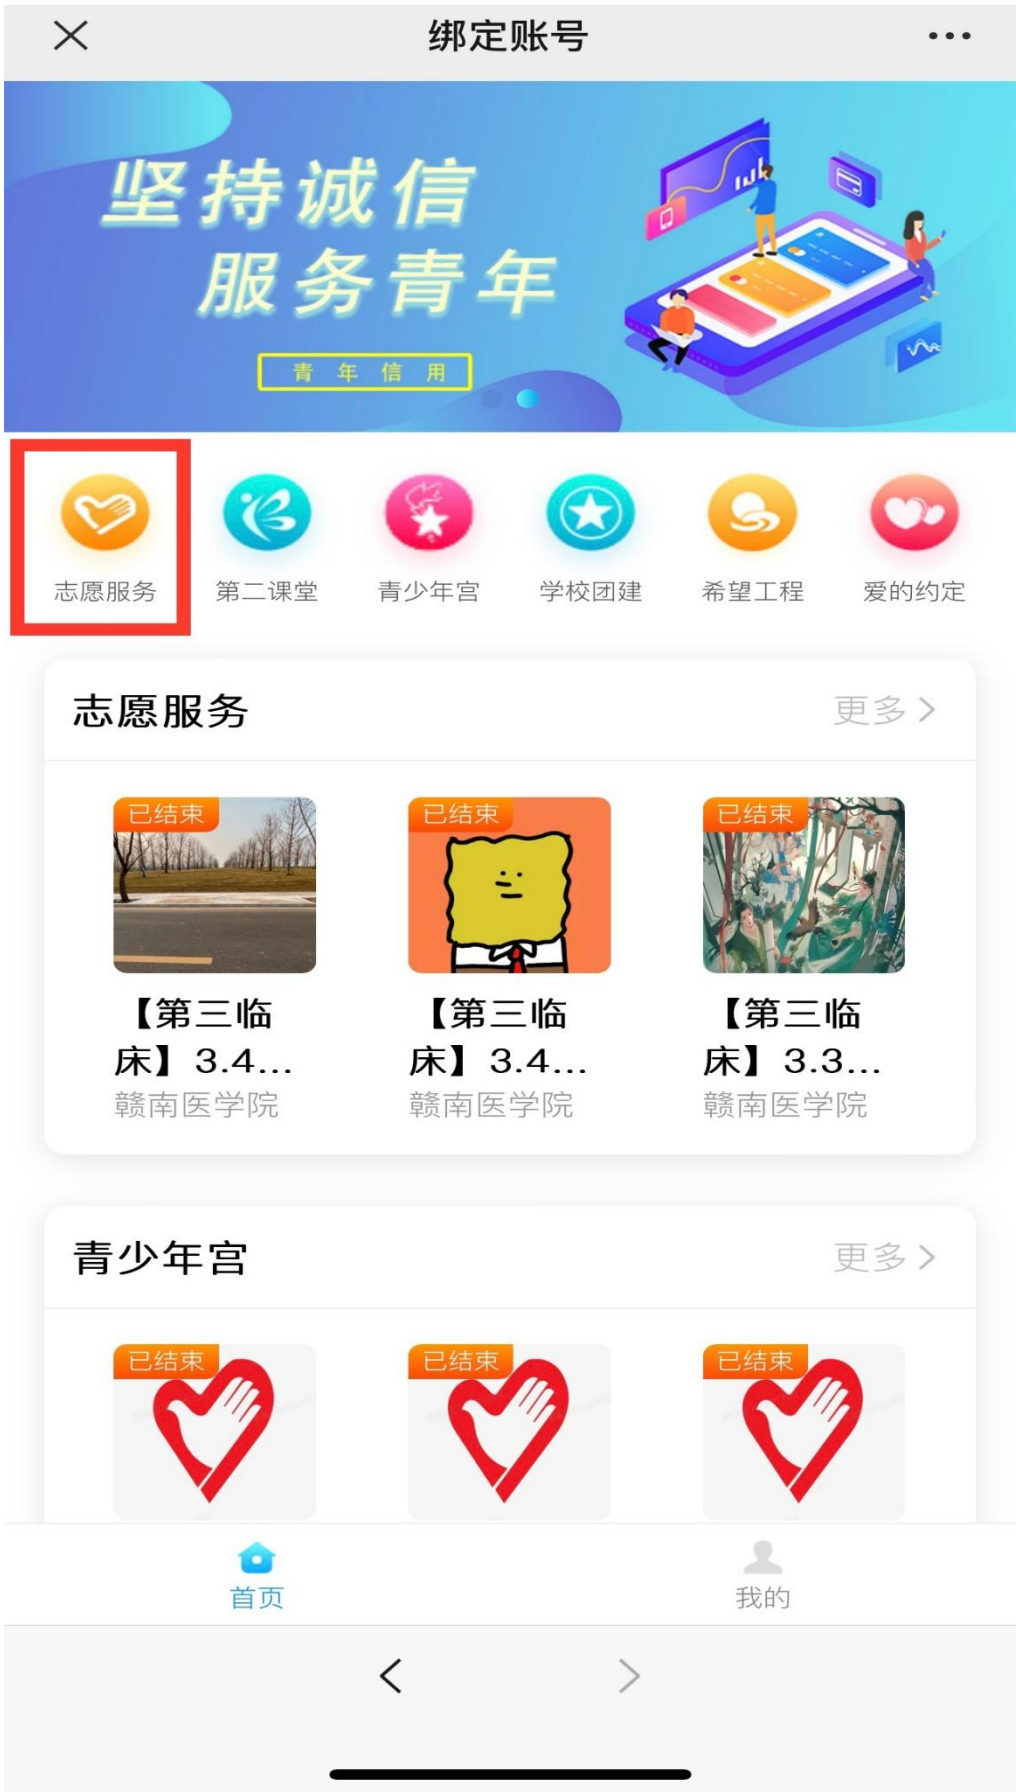 绑定账号
坚持诚信
服务青年
青年信用
志愿服务
第二课堂
青少年宫
学校团建
希望工程
爱的约定
志愿服务
更多
已结束
已结束
已结束
【第三临
床】3.4...
赣南医学院
【第三临
床】3.4...
赣南医学院
【第三临
床】3.3...
赣南医学院
青少年宫
更多
已结束
已结束
已结束
首页
我的